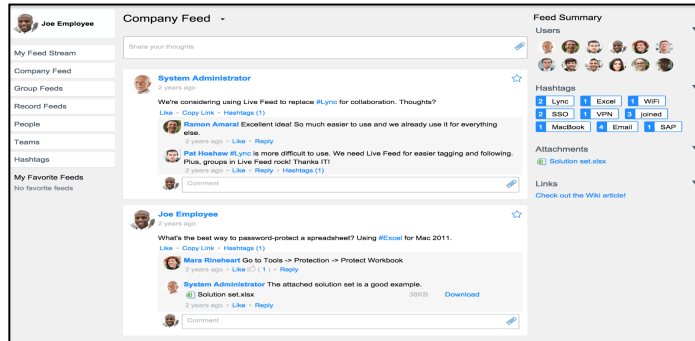 Joe Employee
My Feed Stream
Company Feed
Group Feeds
Record Feeds
People
Teams
Hashtags
My Favorite Feeds
No favorite feeds
Company Feed
Share your thoughts
System Administrator
2 years ago
We're considering using Live Feed to replace #Lync for collaboration. Thoughts?
Like • Copy Link • Hashtags (1)
Ramon Amaral Excellent idea! So much easier to use and we already use it for everything
else.
2 years ago • Like • Reply
Pat Hoshaw #Lync is more difficult to use. We need Live Feed for easier tagging and following.
Plus, groups in Live Feed rock! Thanks IT!
2 years ago • Like • Reply • Hashtags (1)
Comment
Joe Employee
2 years ago
What's the best way to password-protect a spreadsheet? Using #Excel for Mac 2011.
Like • Copy Link • Hashtags (1)
Mara Rineheart Go to Tools -> Protection -> Protect Workbook
2 years ago • Like ( 1 ) • Reply
System Administrator The attached solution set is a good example.
Solution set.xlsx 38KB Download
2 years ago • Like • Reply
Comment
Feed Summary
Users
Hashtags
2 Lync 1 Excel 1 WiFi
2 SSO 1 VPN 3 joined
1 MacBook 4 Email 1 SAP
Attachments
Solution set.xlsx
Links
Check out the Wiki article!